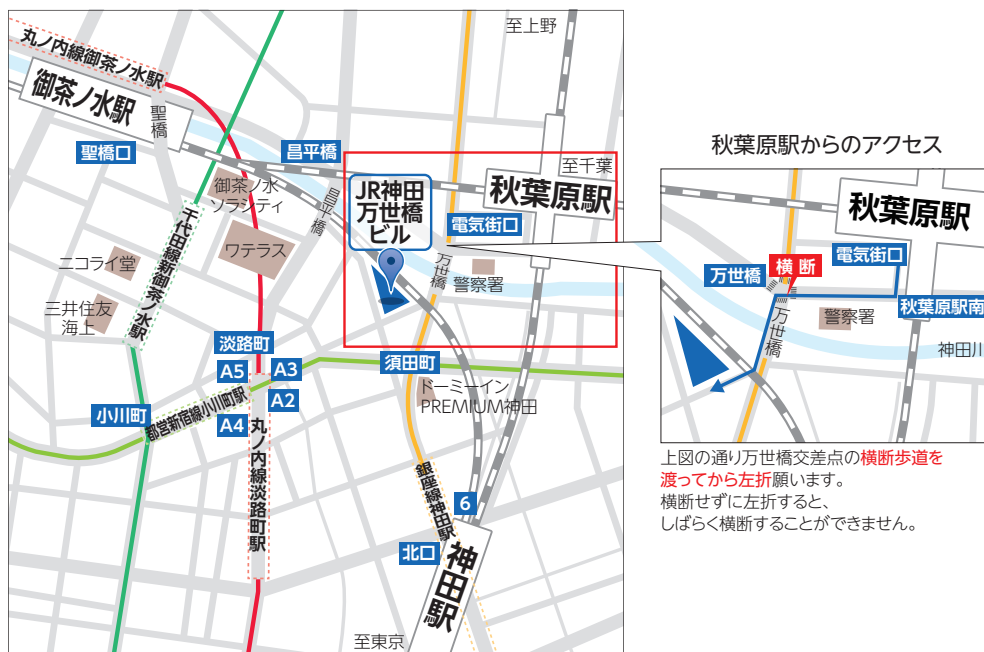 至上野
丸ノ内線御茶ノ水駅
御茶ノ水駅
聖橋
聖橋口
昌平橋
至千葉
御茶ノ水
ソラシティ
昌平橋
JR神田
万世橋
ビル
秋葉原駅
電気街口
千代田線新御茶ノ水駅
ワテラス
ニコライ堂
万世橋
警察署
三井住友
海上
淡路町
A5
A3
須田町
A2
ドーミーイン
PREMIUM神田
小川町
都営新宿線小川町駅
A4
丸ノ内線淡路町駅
銀座線神田駅
6
北口
神田駅
至東京
秋葉原駅からのアクセス
秋葉原駅
電気街口
横断
万世橋
秋葉原駅南
万世橋
警察署
神田川
上図の通り万世橋交差点の横断歩道を
渡ってから左折願います。
横断せずに左折すると、
しばらく横断することができません。